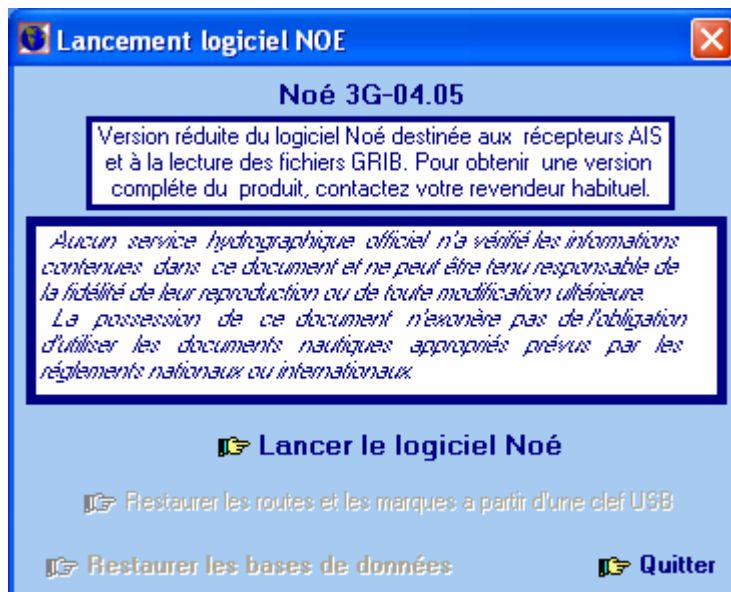 Lancement logiciel NOE
Noé 3G-04.05
Version réduite du logiciel Noé destinée aux récepteurs AIS
et à la lecture des fichiers GRIB. Pour obtenir une version
compléte du produit, contactez votre revendeur habituel.
Aucun service hydrographique officiel n'a vérifié les informations
contenues dans ce document et ne peut être tenu responsable de
la fidélité de leur reproduction ou de toute modification ultérieure.
La possession de ce document n'exonère pas de l'obligation
d'utiliser les documents nautiques appropriés prévus par les
réglements nationaux ou internationaux.
Lancer le logiciel Noé
Restaurer les routes et les marques a partir d'une clef USB
Restaurer les bases de données
Quitter